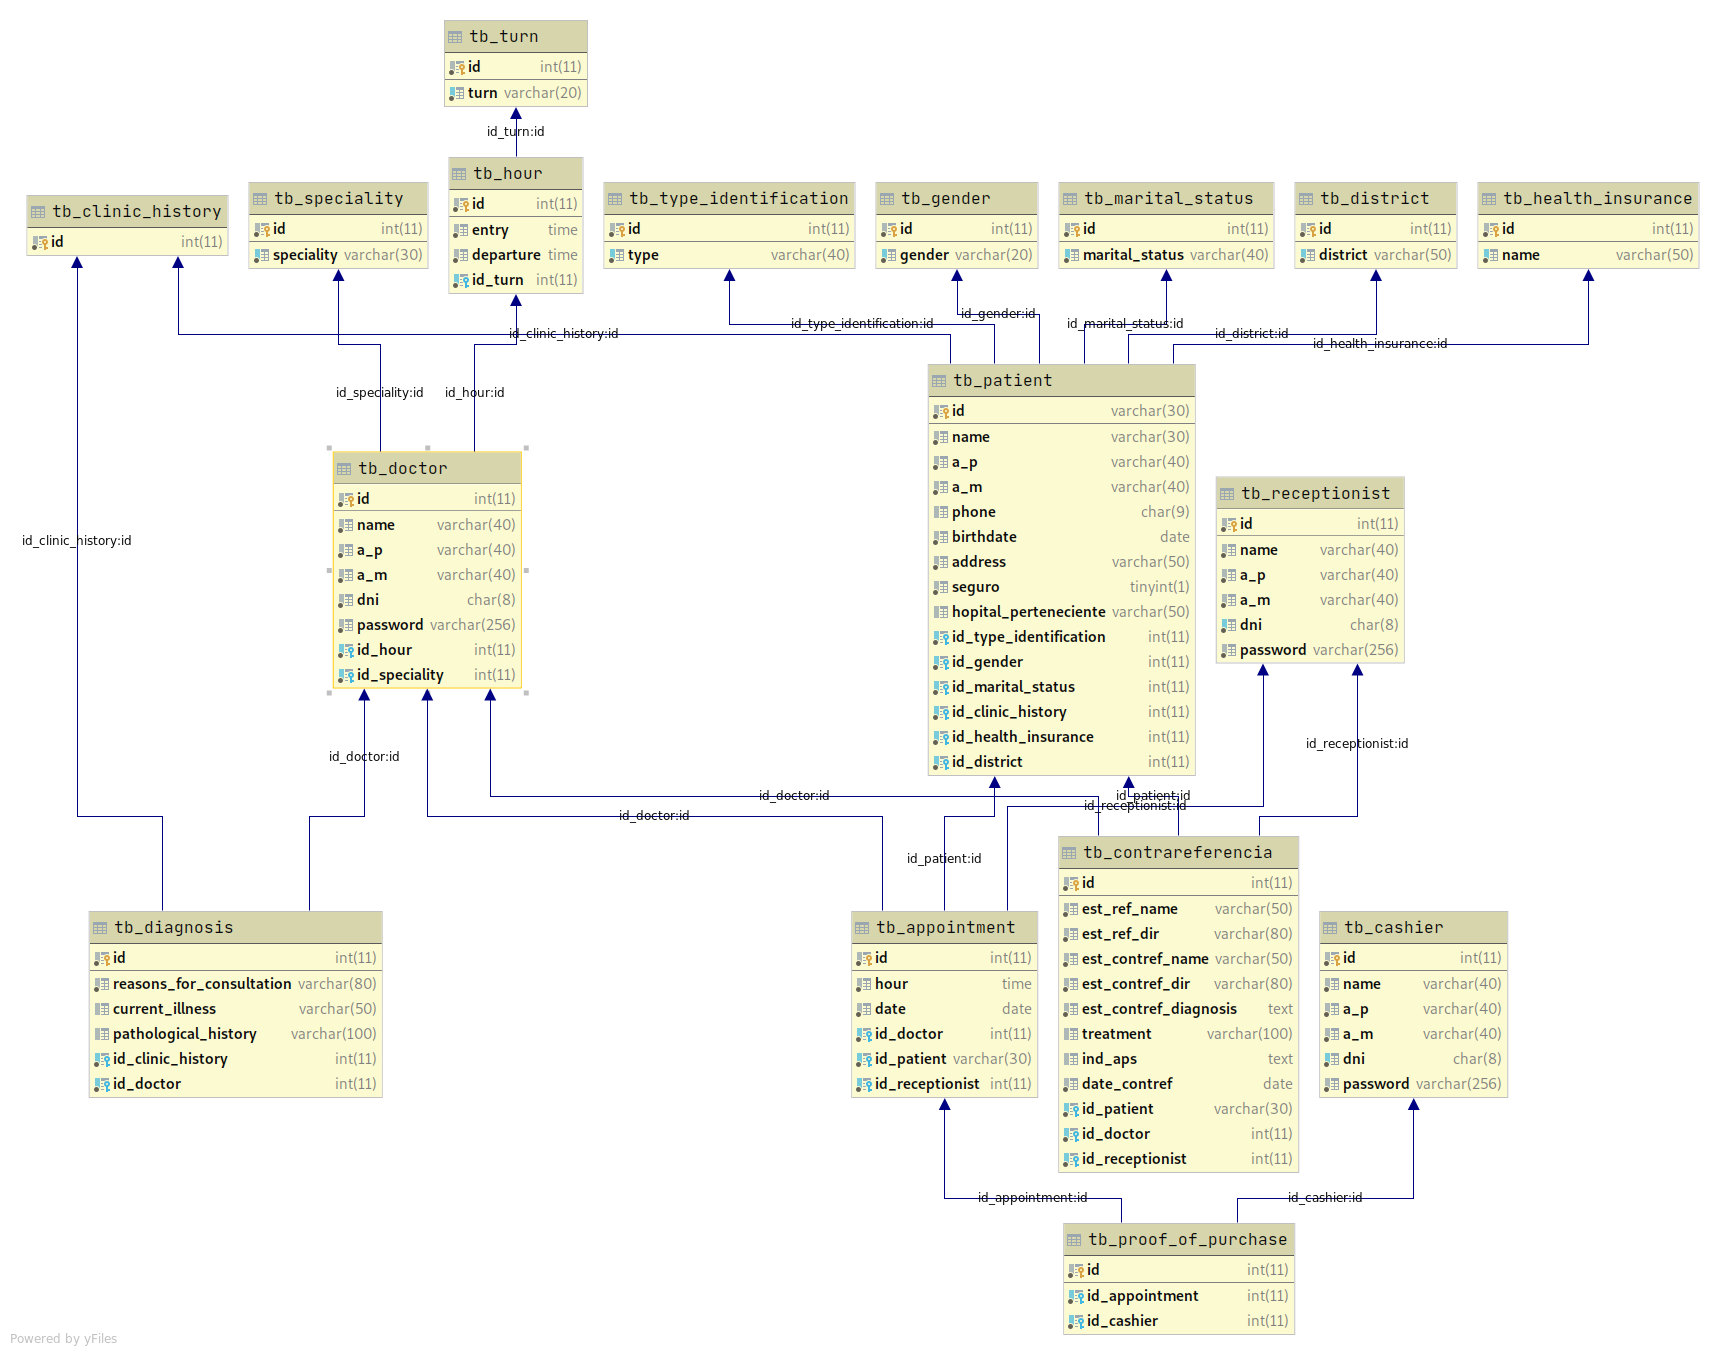 tb_turn
id int(11)
turn varchar(20)
id_turn:id
tb_hour
id int(11)
entry time
departure time
id_turn int(11)
tb_clinic_history
id int(11)
tb_speciality
id int(11)
speciality varchar(30)
tb_type_identification
id int(11)
type varchar(40)
tb_gender
id int(11)
gender varchar(20)
tb_marital_status
id int(11)
marital_status varchar(40)
tb_district
id int(11)
district varchar(50)
tb_health_insurance
id int(11)
name varchar(50)
id_clinic_history:id
id_type_identification:id
id_gender:id
id_marital_status:id
id_district:id
id_health_insurance:id
id_speciality:id
id_hour:id
tb_patient
id varchar(30)
name varchar(30)
a_p varchar(40)
a_m varchar(40)
phone char(9)
birthdate date
address varchar(50)
seguro tinyint(1)
hopital_perteneciente varchar(50)
id_type_identification int(11)
id_gender int(11)
id_marital_status int(11)
id_clinic_history int(11)
id_health_insurance int(11)
id_district int(11)
tb_doctor
id int(11)
name varchar(40)
a_p varchar(40)
a_m varchar(40)
dni char(8)
password varchar(256)
id_hour int(11)
id_speciality int(11)
tb_receptionist
id int(11)
name varchar(40)
a_p varchar(40)
a_m varchar(40)
dni char(8)
password varchar(256)
id_clinic_history:id
id_doctor:id
id_receptionist:id
id_doctor:id
id_patient:id
id_receptionist:id
id_doctor:id
id_patient:id
tb_diagnosis
id int(11)
reasons_for_consultation varchar(80)
current_illness varchar(50)
pathological_history varchar(100)
id_clinic_history int(11)
id_doctor int(11)
tb_appointment
id int(11)
hour time
date date
id_doctor int(11)
id_patient varchar(30)
id_receptionist int(11)
tb_contrareferencia
id int(11)
est_ref_name varchar(50)
est_ref_dir varchar(80)
est_contref_name varchar(50)
est_contref_dir varchar(80)
est_contref_diagnosis text
treatment varchar(100)
ind_aps text
date_contref date
id_patient varchar(30)
id_doctor int(11)
id_receptionist int(11)
tb_cashier
id int(11)
name varchar(40)
a_p varchar(40)
a_m varchar(40)
dni char(8)
password varchar(256)
id_appointment:id
id_cashier:id
tb_proof_of_purchase
id int(11)
id_appointment int(11)
id_cashier int(11)
Powered by yFiles